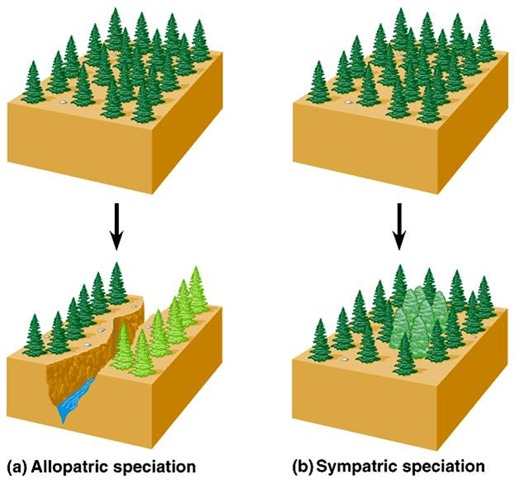 (a) Allopatric speciation
(b) Sympatric speciation